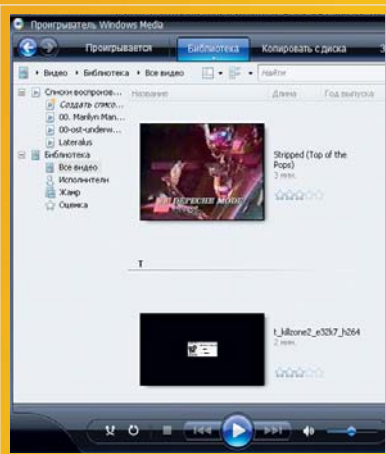 Проигрыватель Windows Media
Проигрывается
Библиотека
Копировать с диска
Видео
Библиотека
Все видео
Найти
Списки воспроизв...
Создать списо...
00. Marilyn Man...
00-ost-underw...
Lateralus
Библиотека
Все видео
Исполнители
Жанр
Оценка
Название
Длина
Год выпуска
DEPECHE MODE
Stripped (Top of the
Pops)
3 мин.
T
t_killzone2_e32k7_h264
2 мин.